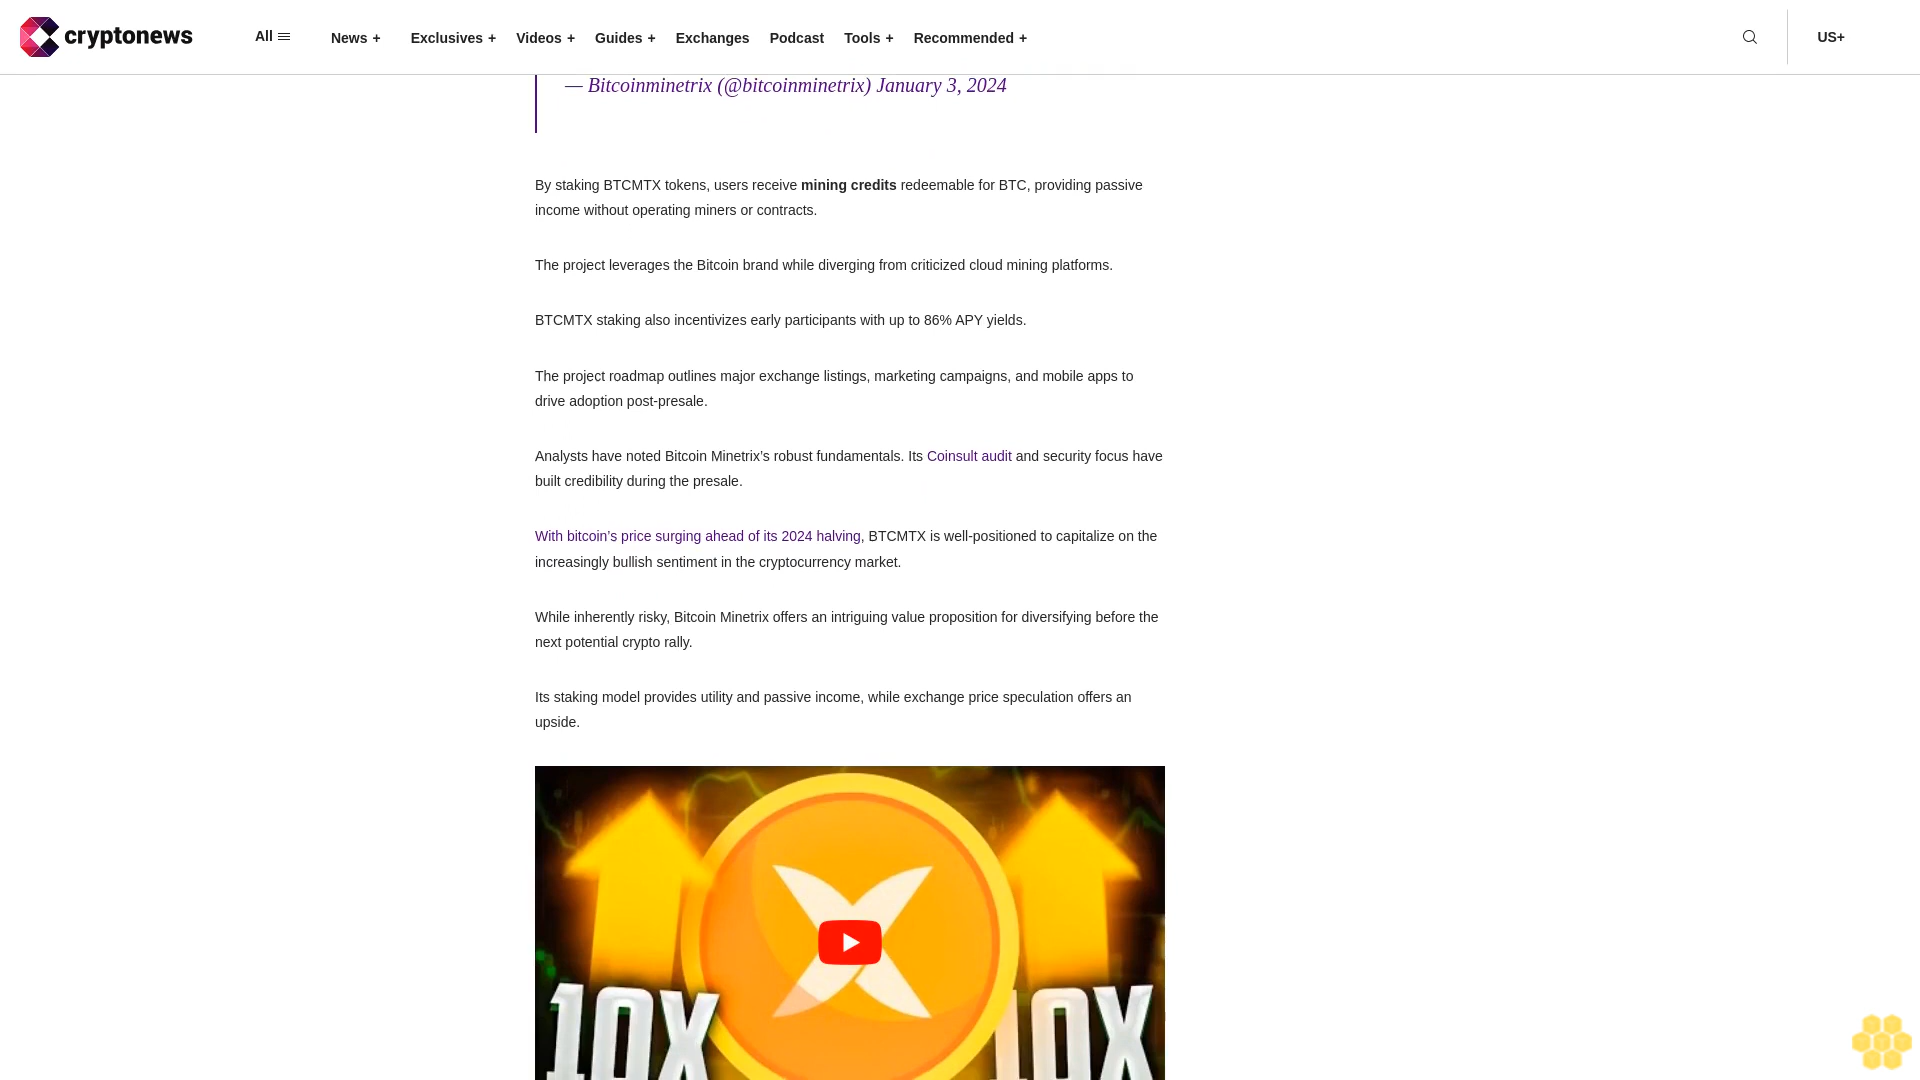 cryptonews
All
News +
Exclusives +
Videos +
Guides +
Exchanges
Podcast
Tools +
Recommended +
US+
— Bitcoinminetrix (@bitcoinminetrix) January 3, 2024
By staking BTCMTX tokens, users receive mining credits redeemable for BTC, providing passive
income without operating miners or contracts.
The project leverages the Bitcoin brand while diverging from criticized cloud mining platforms.
BTCMTX staking also incentivizes early participants with up to 86% APY yields.
The project roadmap outlines major exchange listings, marketing campaigns, and mobile apps to
drive adoption post-presale.
Analysts have noted Bitcoin Minetrix’s robust fundamentals. Its Coinsult audit and security focus have
built credibility during the presale.
With bitcoin’s price surging ahead of its 2024 halving, BTCMTX is well-positioned to capitalize on the
increasingly bullish sentiment in the cryptocurrency market.
While inherently risky, Bitcoin Minetrix offers an intriguing value proposition for diversifying before the
next potential crypto rally.
Its staking model provides utility and passive income, while exchange price speculation offers an
upside.
10X
10X